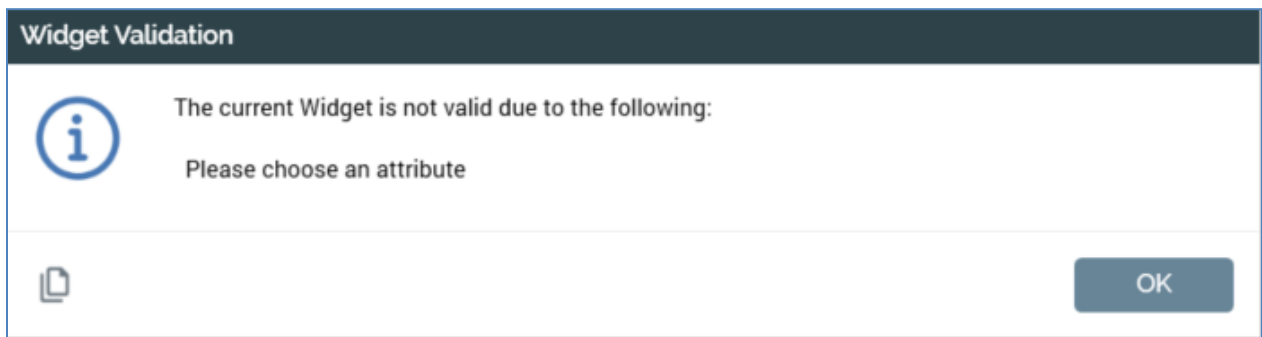 Widget Validation
The current Widget is not valid due to the following:
Please choose an attribute
OK